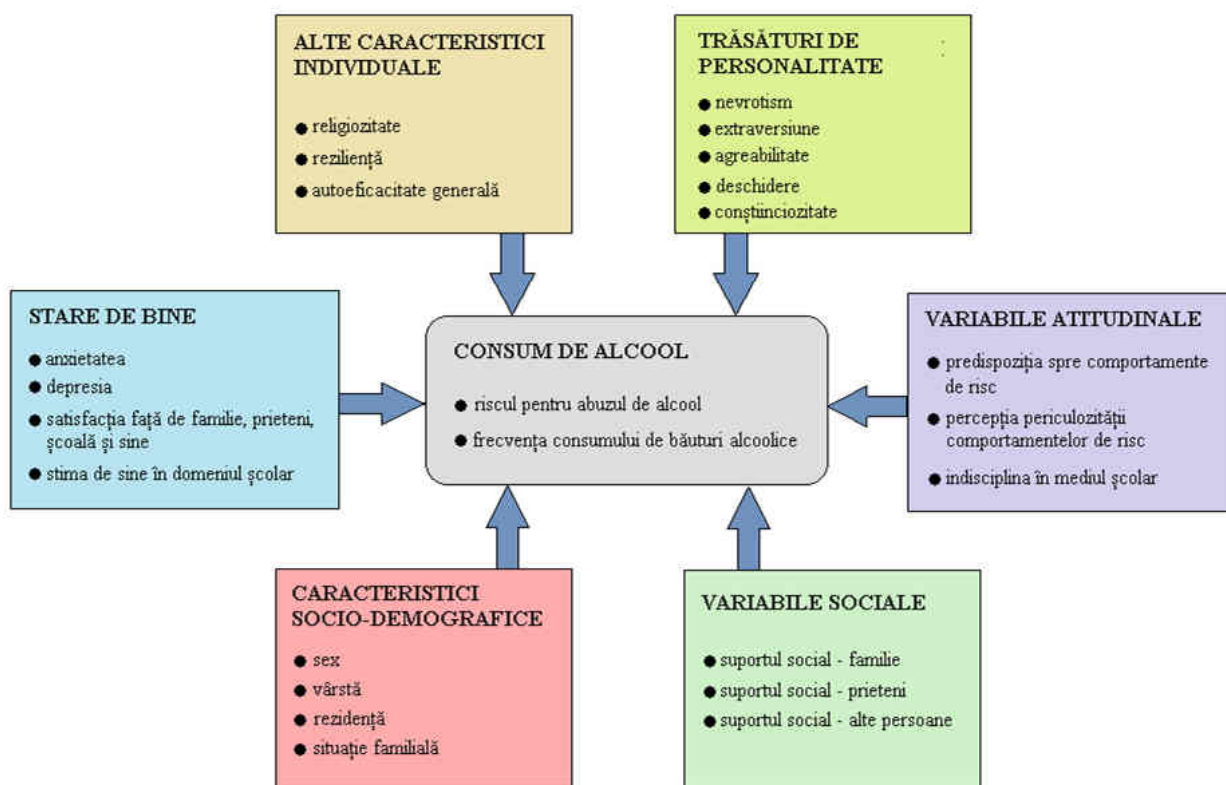 ALTE CARACTERISTICI
INDIVIDUALE
● religiozitate
● reziliență
● autoeficacitate generală
TRĂSĂTURI DE
PERSONALITATE
● nevrotism
● extraversiune
● agreabilitate
● deschidere
● conștiinciozitate
STARE DE BINE
● anxietatea
● depresia
● satisfacția față de familie, prieteni,
școală și sine
● stima de sine în domeniul școlar
CONSUM DE ALCOOL
● riscul pentru abuzul de alcool
● frecvența consumului de băuturi alcoolice
VARIABILE ATITUDINALE
● predispoziția spre comportamente
de risc
● percepția periculozității
comportamentelor de risc
● indisciplina în mediul școlar
CARACTERISTICI
SOCIO-DEMOGRAFICE
● sex
● vârstă
● rezidență
● situație familială
VARIABILE SOCIALE
● suportul social - familie
● suportul social - prieteni
● suportul social - alte persoane